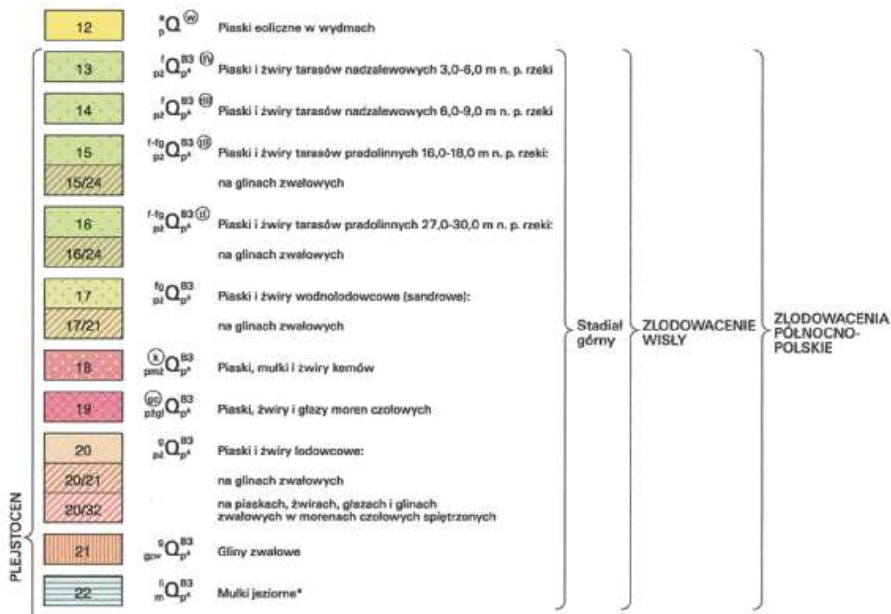 12 Piaski eoliczne w wydmach
13 Piaski i żwiry tarasów nadzalewowych 3,0-6,0 m n. p. rzeki
14 Piaski i żwiry tarasów nadzalewowych 6,0-9,0 m n. p. rzeki
15 Piaski i żwiry tarasów pradolinnych 16,0-18,0 m n. p. rzeki:
15/24 na glinach zwałowych
16 Piaski i żwiry tarasów pradolinnych 27,0-30,0 m n. p. rzeki:
16/24 na glinach zwałowych
17 Piaski i żwiry wodnolodowcowe (sandrowe):
17/21 na glinach zwałowych
18 Piaski, mułki i żwiry kemów
19 Piaski, żwiry i głazy moren czołowych
20 Piaski i żwiry lodowcowe:
20/21 na glinach zwałowych
20/32 na piaskach, żwirach, głazach i glinach
zwałowych w morenach czołowych spiętrzonych
21 Gliny zwałowe
22 Mułki jeziorne*
Stadiał
górny
ZLODOWACENIE
WISŁY
ZLODOWACENIA
PÓŁNOCNO-
POLSKIE
PLEJSTOCEN